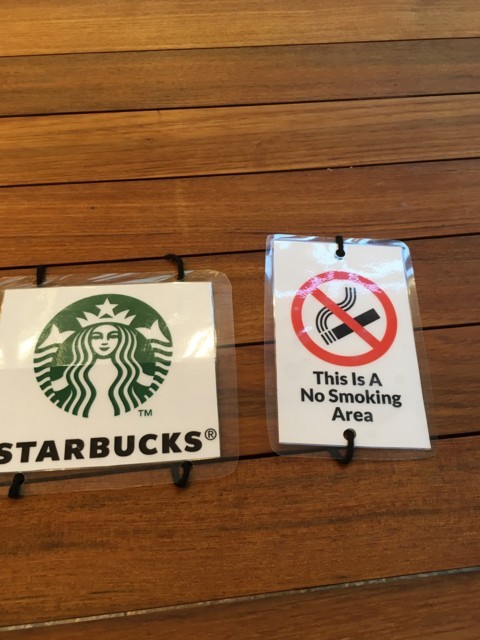 TM
STARBUCKS®
This Is A
No Smoking
Area